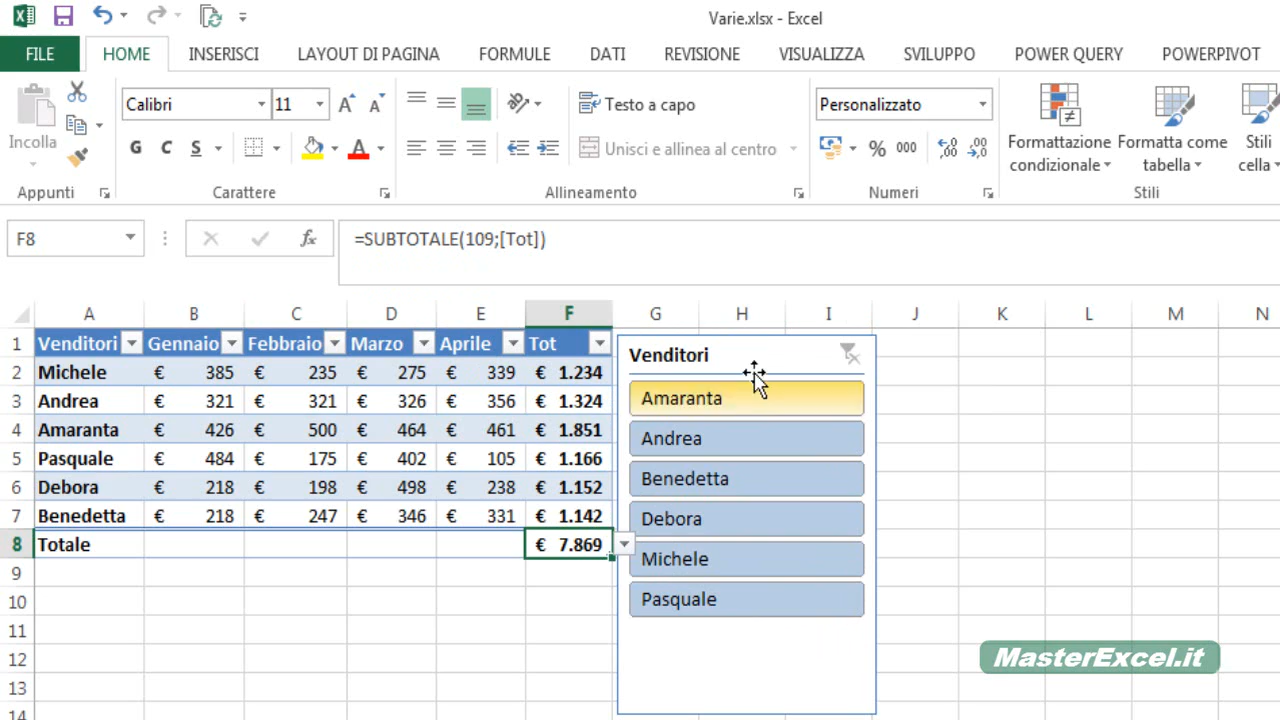 Varie.xlsx - Excel
FILE HOME INSERISCI LAYOUT DI PAGINA FORMULE DATI REVISIONE VISUALIZZA SVILUPPO POWER QUERY POWERPIVOT
Incolla
Appunti
Calibri 11
G C S
Carattere
Testo a capo
Unisci e allinea al centro
Allineamento
Personalizzato
% 000
Numeri
Formattazione condizionale
Formatta come tabella
Stili cella
Stili
F8 fx =SUBTOTALE(109;[Tot])
A B C D E F G H I J K L M N
1 Venditori Gennaio Febbraio Marzo Aprile Tot
2 Michele € 385 € 235 € 275 € 339 € 1.234
3 Andrea € 321 € 321 € 326 € 356 € 1.324
4 Amaranta € 426 € 500 € 464 € 461 € 1.851
5 Pasquale € 484 € 175 € 402 € 105 € 1.166
6 Debora € 218 € 198 € 498 € 238 € 1.152
7 Benedetta € 218 € 247 € 346 € 331 € 1.142
8 Totale € 7.869
9
10
11
12
13
14
Venditori
Amaranta
Andrea
Benedetta
Debora
Michele
Pasquale
MasterExcel.it